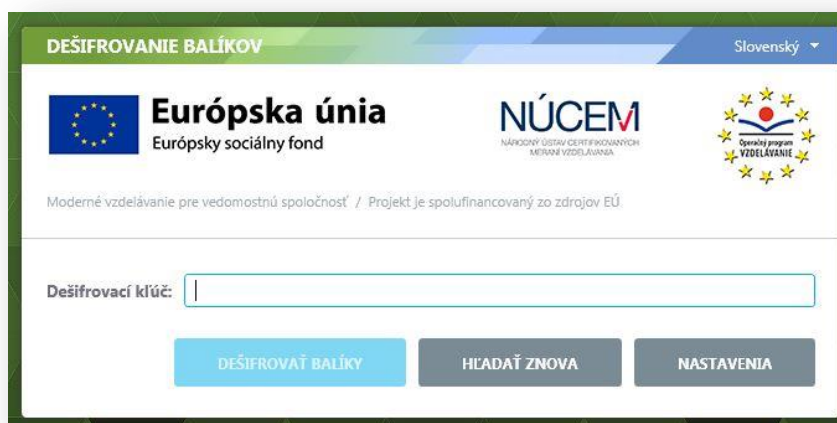 DEŠIFROVANIE BALÍKOV
Slovenský
Európska únia
Európsky sociálny fond
NÚCEM
NÁRODNÝ ÚSTAV CERTIFIKOVANÝCH
MERANÍ VZDELÁVANIA
Operačný program
VZDELÁVANIE
Moderné vzdelávanie pre vedomostnú spoločnosť / Projekt je spolufinancovaný zo zdrojov EÚ
Dešifrovací kľúč:
DEŠIFROVAŤ BALÍKY
HĽADAŤ ZNOVA
NASTAVENIA